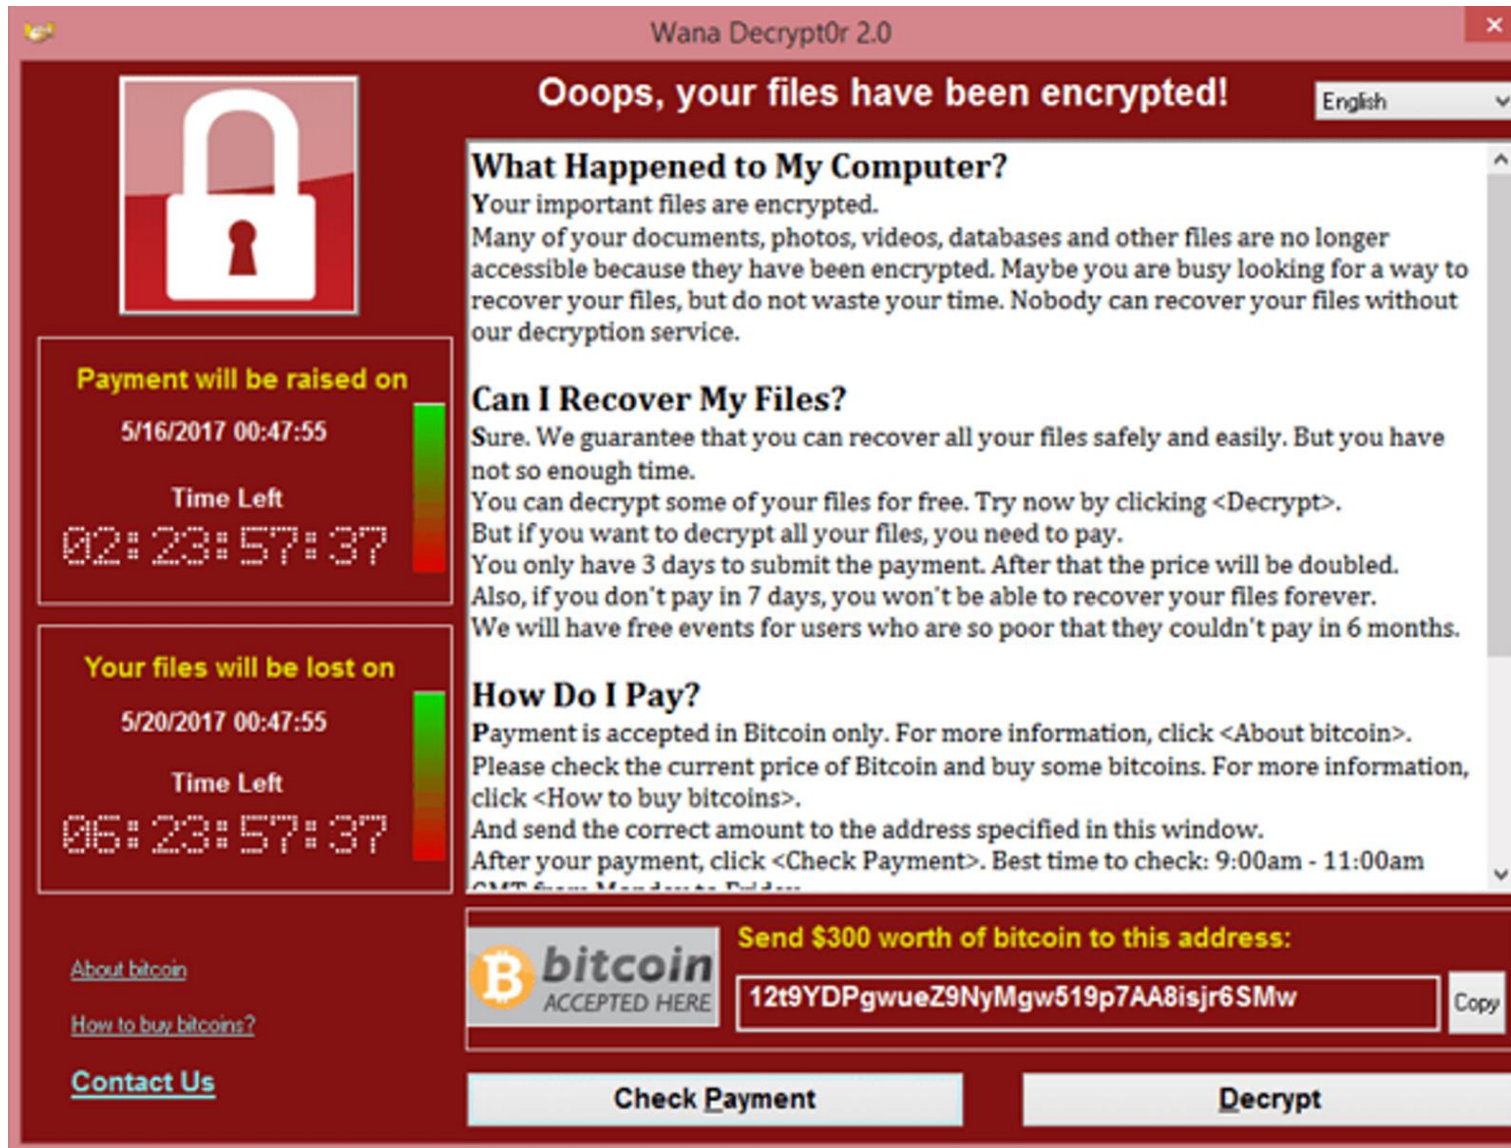 Wana Decrypt0r 2.0
Ooops, your files have been encrypted!
English
What Happened to My Computer?
Your important files are encrypted.
Many of your documents, photos, videos, databases and other files are no longer
accessible because they have been encrypted. Maybe you are busy looking for a way to
recover your files, but do not waste your time. Nobody can recover your files without
our decryption service.
Can I Recover My Files?
Sure. We guarantee that you can recover all your files safely and easily. But you have
not so enough time.
You can decrypt some of your files for free. Try now by clicking <Decrypt>.
But if you want to decrypt all your files, you need to pay.
You only have 3 days to submit the payment. After that the price will be doubled.
Also, if you don't pay in 7 days, you won't be able to recover your files forever.
We will have free events for users who are so poor that they couldn't pay in 6 months.
How Do I Pay?
Payment is accepted in Bitcoin only. For more information, click <About bitcoin>.
Please check the current price of Bitcoin and buy some bitcoins. For more information,
click <How to buy bitcoins>.
And send the correct amount to the address specified in this window.
After your payment, click <Check Payment>. Best time to check: 9:00am - 11:00am
GMT from Monday to Friday
Payment will be raised on
5/16/2017 00:47:55
Time Left
02:23:57:37
Your files will be lost on
5/20/2017 00:47:55
Time Left
06:23:57:37
About bitcoin
How to buy bitcoins?
Contact Us
bitcoin
ACCEPTED HERE
Send $300 worth of bitcoin to this address:
12t9YDPgwueZ9NyMgw519p7AA8isjr6SMw
Copy
Check Payment
Decrypt